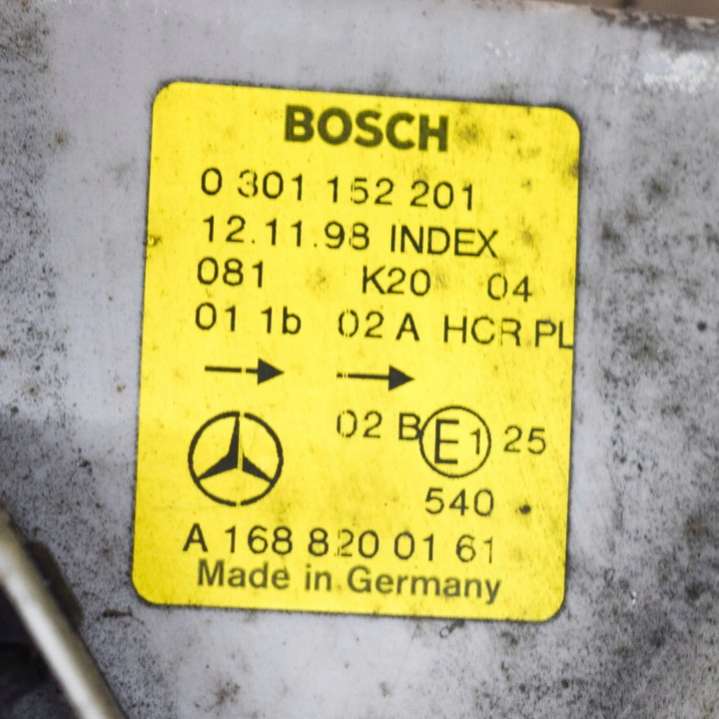 BOSCH
0 301 152 201
12.11.98 INDEX
081 K20 04
01 1b 02 A HCR PL
02 B E1 25
540
A 168 820 01 61
Made in Germany